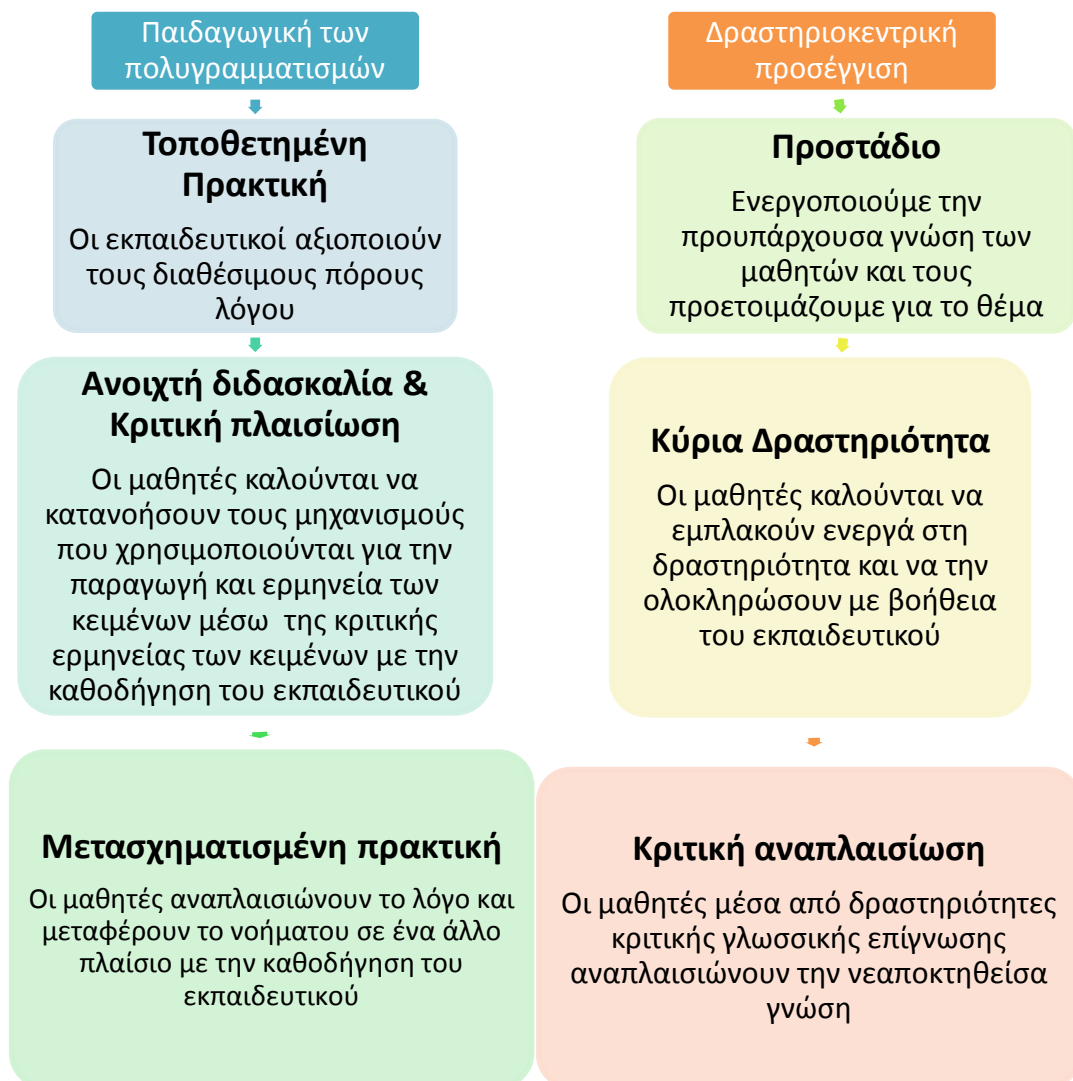 Παιδαγωγική των
πολυγραμματισμών
Τοποθετημένη
Πρακτική
Οι εκπαιδευτικοί αξιοποιούν
τους διαθέσιμους πόρους
λόγου
Ανοιχτή διδασκαλία &
Κριτική πλαισίωση
Οι μαθητές καλούνται να
κατανοήσουν τους μηχανισμούς
που χρησιμοποιούνται για την
παραγωγή και ερμηνεία των
κειμένων μέσω της κριτικής
ερμηνείας των κειμένων με την
καθοδήγηση του εκπαιδευτικού
Μετασχηματισμένη πρακτική
Οι μαθητές αναπλαισιώνουν το λόγο και
μεταφέρουν το νοήματου σε ένα άλλο
πλαίσιο με την καθοδήγηση του
εκπαιδευτικού
Δραστηριοκεντρική
προσέγγιση
Προστάδιο
Ενεργοποιούμε την
προυπάρχουσα γνώση των
μαθητών και τους
προετοιμάζουμε για το θέμα
Κύρια Δραστηριότητα
Οι μαθητές καλούνται να
εμπλακούν ενεργά στη
δραστηριότητα και να την
ολοκληρώσουν με βοήθεια
του εκπαιδευτικού
Κριτική αναπλαισίωση
Οι μαθητές μέσα από δραστηριότητες
κριτικής γλωσσικής επίγνωσης
αναπλαισιώνουν την νεαποκτηθείσα
γνώση